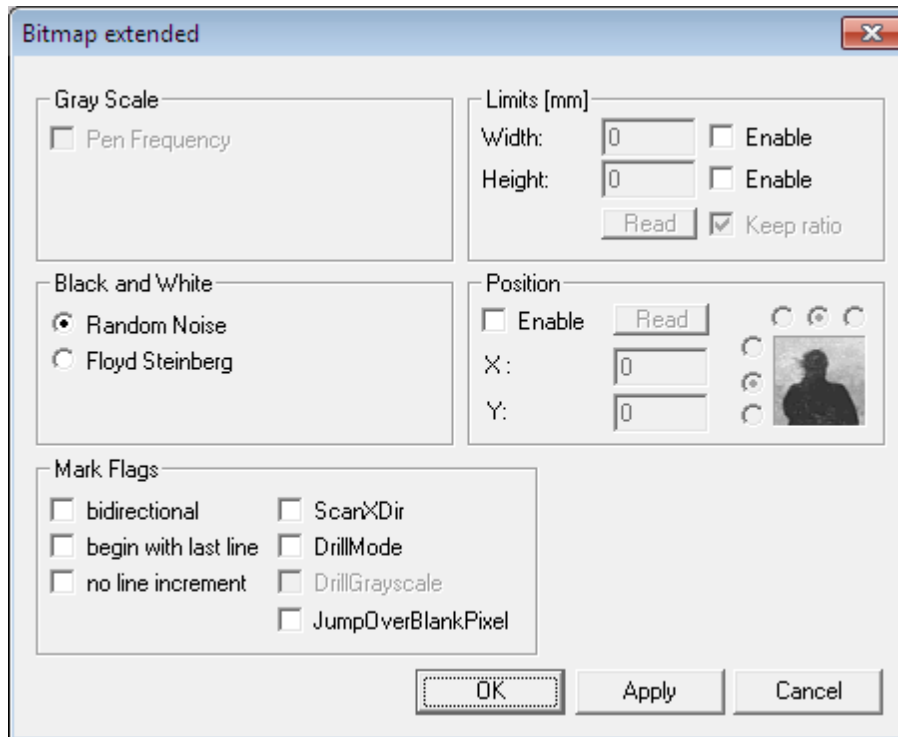 Bitmap extended
Gray Scale
Pen Frequency
Limits [mm]
Width: 0 Enable
Height: 0 Enable
Read Keep ratio
Black and White
Random Noise
Floyd Steinberg
Position
Enable Read
X: 0
Y: 0
Mark Flags
bidirectional ScanXDir
begin with last line DrillMode
no line increment DrillGrayscale
JumpOverBlankPixel
OK Apply Cancel